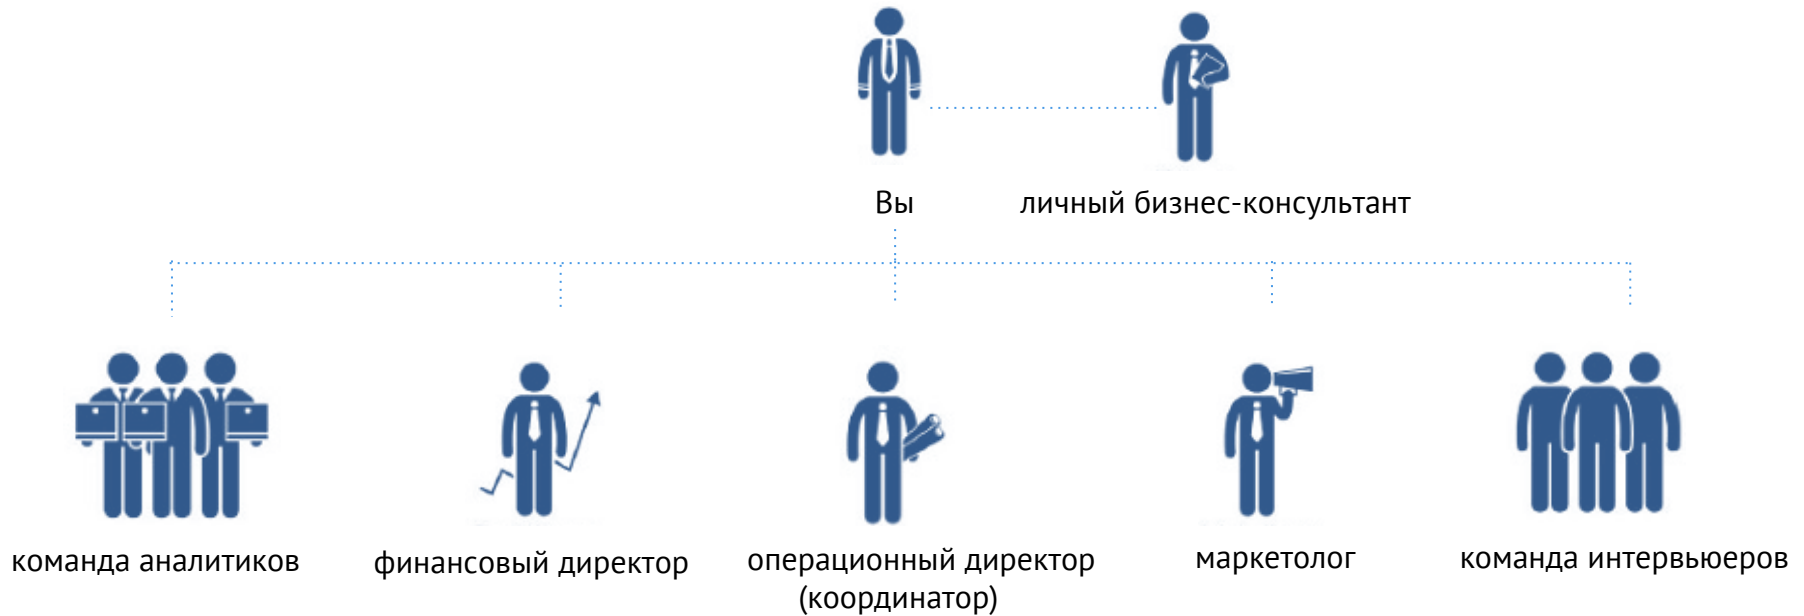 Вы
личный бизнес-консультант
команда аналитиков
финансовый директор
операционный директор
(координатор)
маркетолог
команда интервьюеров